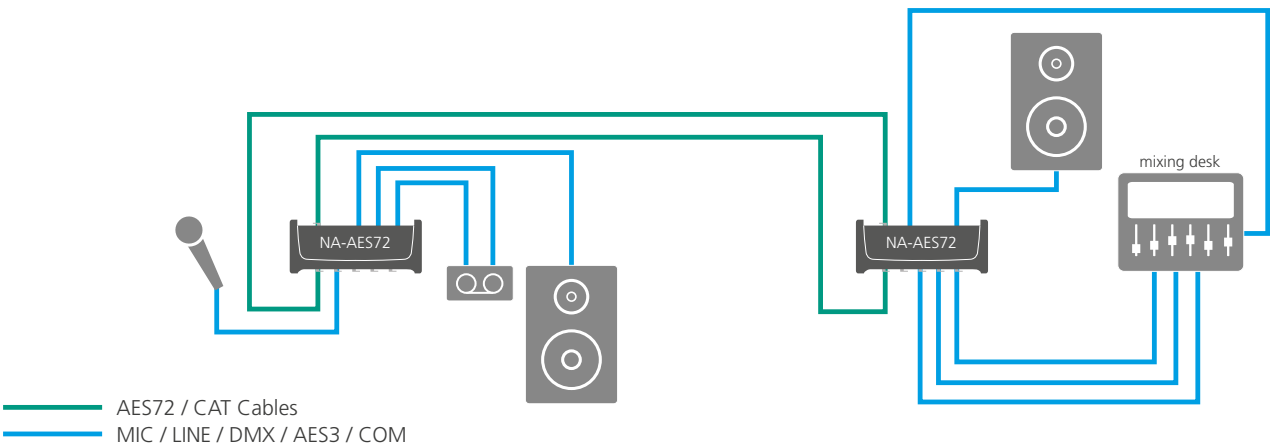 mixing desk
NA-AES72
NA-AES72
AES72 / CAT Cables
MIC / LINE / DMX / AES3 / COM